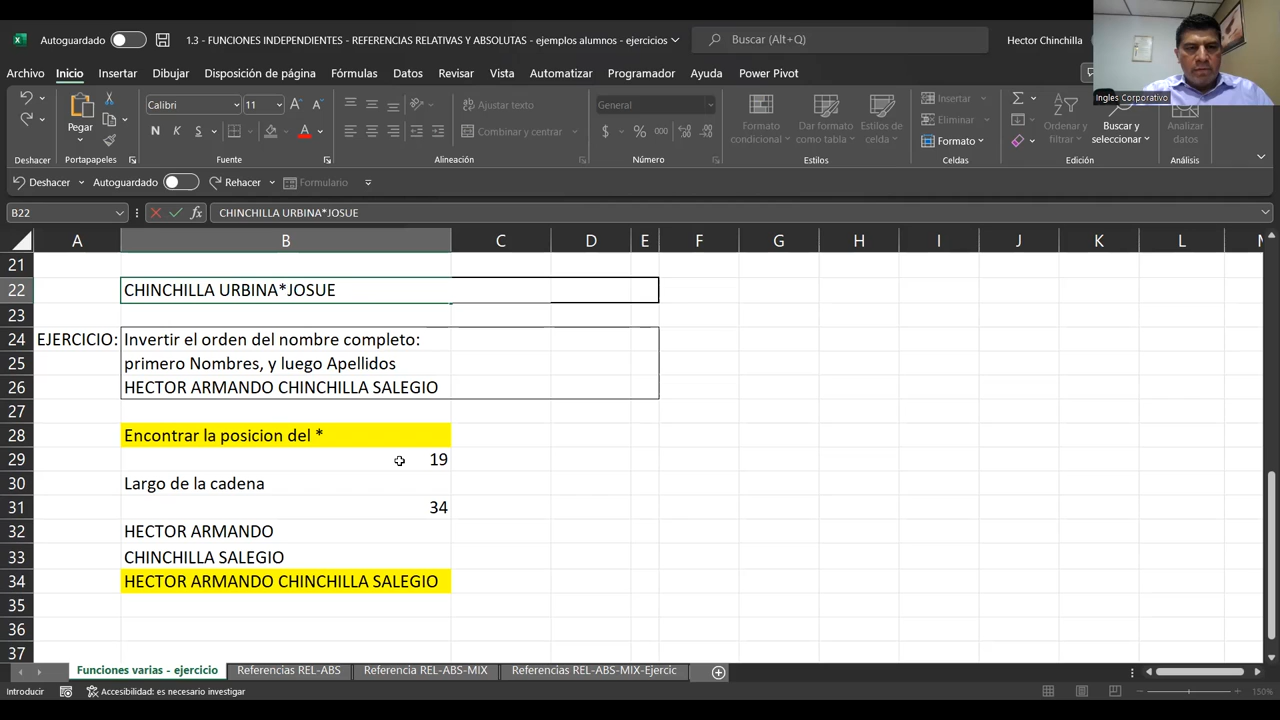 Autoguardado
1.3 - FUNCIONES INDEPENDIENTES - REFERENCIAS RELATIVAS Y ABSOLUTAS - ejemplos alumnos - ejercicios
Buscar (Alt+Q)
Hector Chinchilla
Ingles Corporativo
Archivo Inicio Insertar Dibujar Disposición de página Fórmulas Datos Revisar Vista Automatizar Programador Ayuda Power Pivot
Pegar
Calibri 11
N K S
Ajustar texto
Combinar y centrar
General
$ % 000
Formato condicional
Dar formato como tabla
Estilos de celda
Insertar
Eliminar
Formato
Ordenar y filtrar
Buscar y seleccionar
Analizar datos
Deshacer Portapapeles Fuente Alineación Número Estilos Celdas Edición Análisis
Deshacer Autoguardado Rehacer Formulario
B22 fx CHINCHILLA URBINA*JOSUE
A B C D E F G H I J K L M
21
22 CHINCHILLA URBINA*JOSUE
23
24 EJERCICIO: Invertir el orden del nombre completo:
25 primero Nombres, y luego Apellidos
26 HECTOR ARMANDO CHINCHILLA SALEGIO
27
28 Encontrar la posicion del *
29 19
30 Largo de la cadena
31 34
32 HECTOR ARMANDO
33 CHINCHILLA SALEGIO
34 HECTOR ARMANDO CHINCHILLA SALEGIO
35
36
37
Funciones varias - ejercicio Referencias REL-ABS Referencia REL-ABS-MIX Referencias REL-ABS-MIX-Ejercic
Introducir Accesibilidad: es necesario investigar 150%